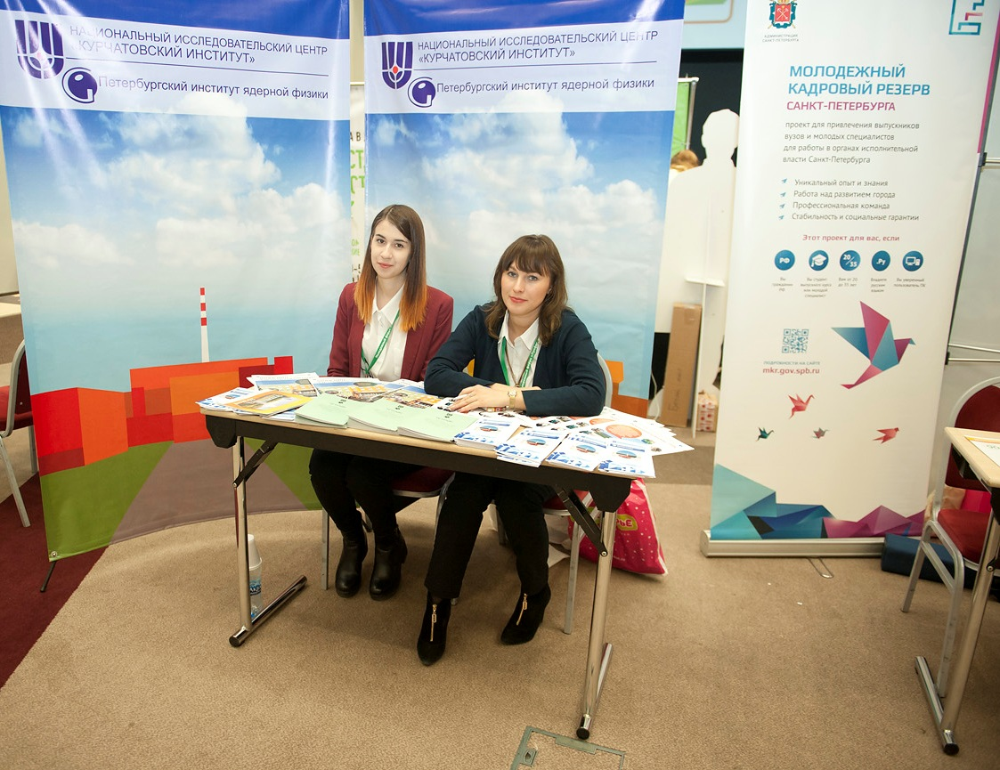 НАЦИОНАЛЬНЫЙ ИССЛЕДОВАТЕЛЬСКИЙ ЦЕНТР
«КУРЧАТОВСКИЙ ИНСТИТУТ»
Петербургский институт ядерной физики
НАЦИОНАЛЬНЫЙ ИССЛЕДОВАТЕЛЬСКИЙ ЦЕНТР
«КУРЧАТОВСКИЙ ИНСТИТУТ»
Петербургский институт ядерной физики
АДМИНИСТРАЦИЯ
САНКТ-ПЕТЕРБУРГА
МОЛОДЕЖНЫЙ
КАДРОВЫЙ РЕЗЕРВ
САНКТ-ПЕТЕРБУРГА
проект для привлечения выпускников
вузов и молодых специалистов
для работы в органах исполнительной
власти Санкт-Петербурга
Уникальный опыт и знания
Работа над развитием города
Профессиональная команда
Стабильность и социальные гарантии
Этот проект для вас, если
РФ
20/35
.Ру
Вы гражданин РФ
Вы студент выпускного курса или молодой специалист
Вам от 20 до 35 лет
Владеете русским языком
Вы уверенный пользователь ПК
ПОДРОБНОСТИ НА САЙТЕ
mkr.gov.spb.ru